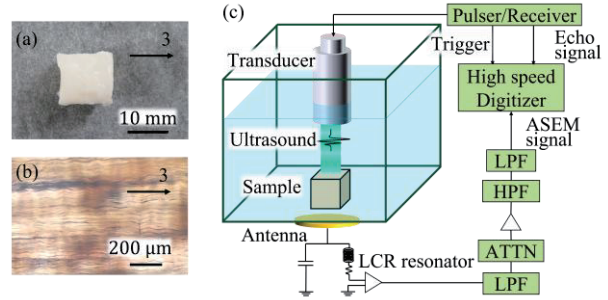 (a)
3
10 mm
(b)
3
200 μm
(c)
Transducer
Ultrasound
Sample
Antenna
LCR resonator
Pulser/Receiver
Trigger
Echo
signal
High speed
Digitizer
ASEM
signal
LPF
HPF
ATTN
LPF